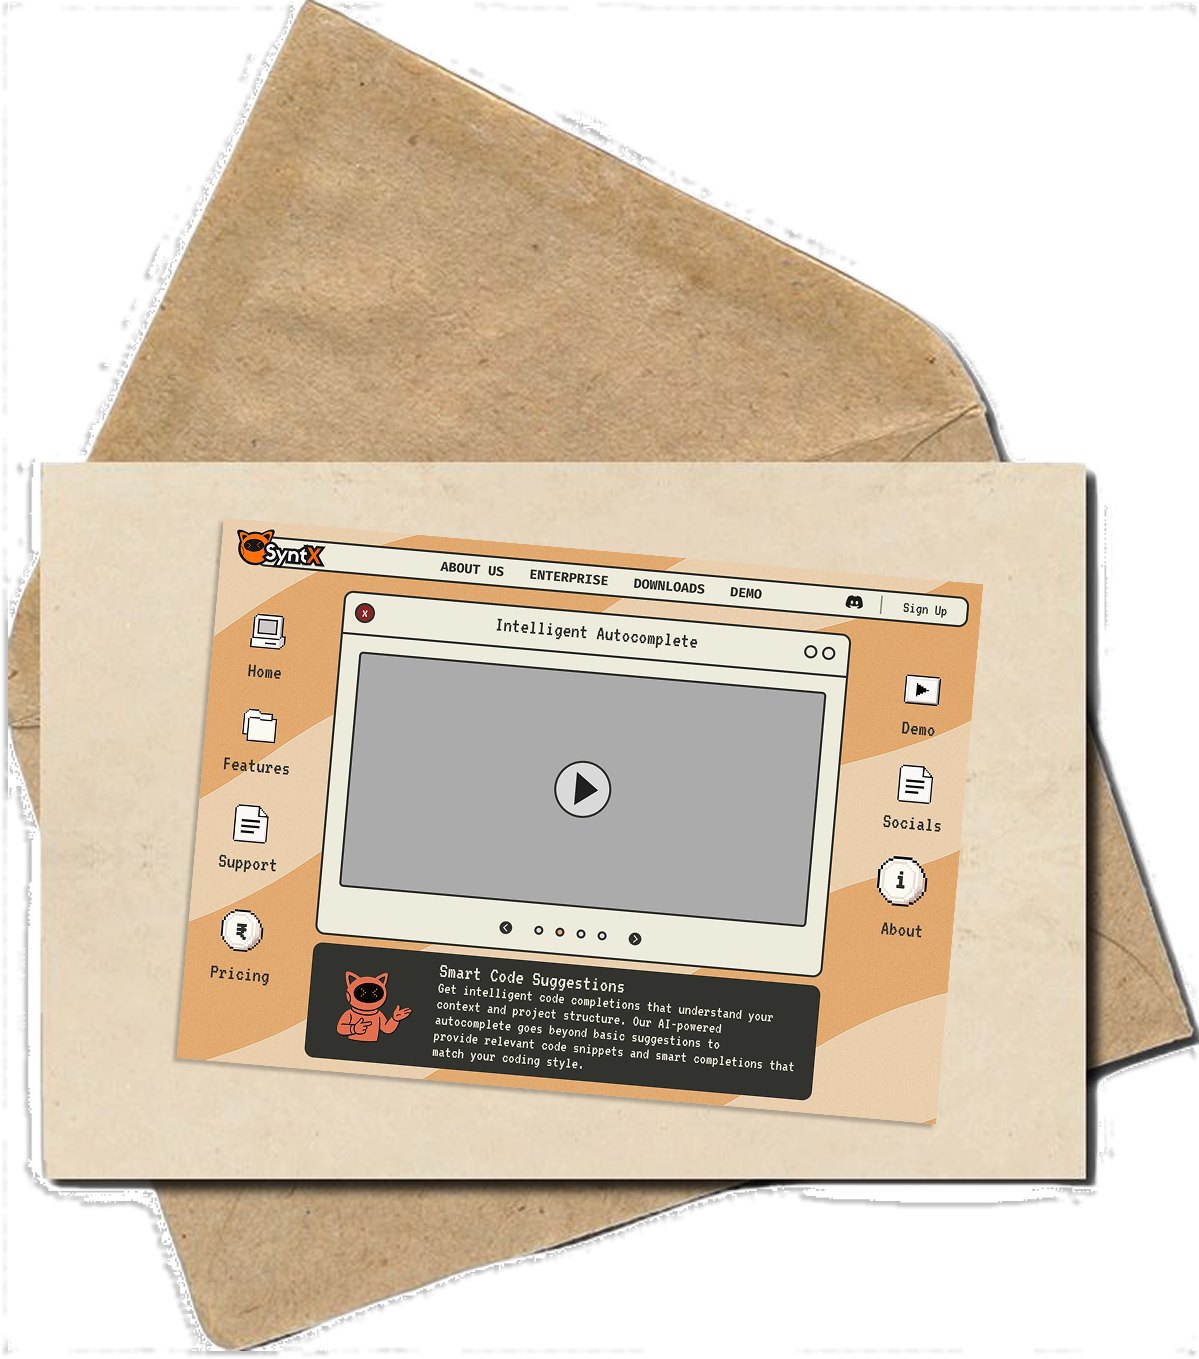 SyntX
ABOUT US ENTERPRISE DOWNLOADS DEMO
Sign Up
x
Intelligent Autocomplete
Home
Features
Support
₹
Pricing
Demo
Socials
i
About
Smart Code Suggestions
Get intelligent code completions that understand your
context and project structure. Our AI-powered
autocomplete goes beyond basic suggestions to
provide relevant code snippets and smart completions that
match your coding style.